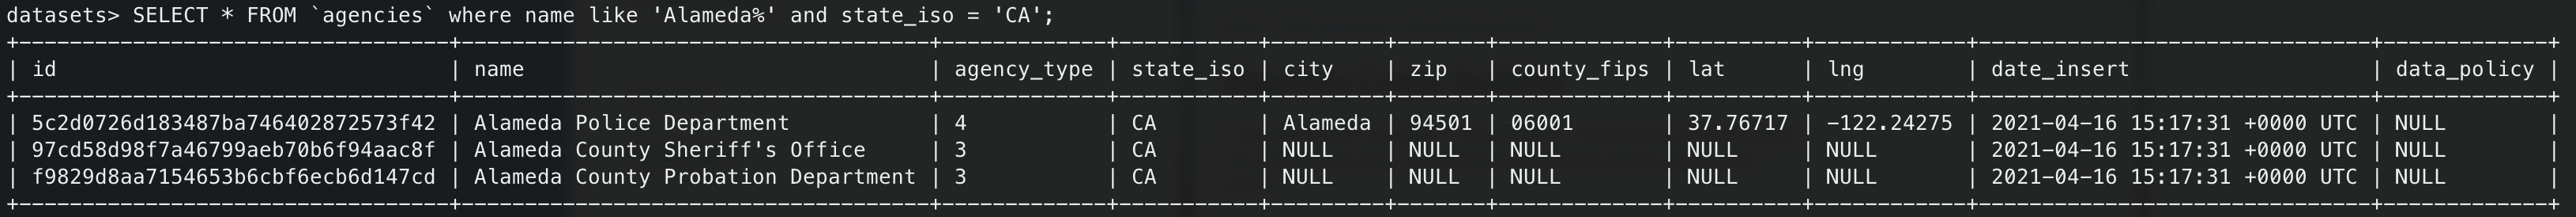 datasets> SELECT * FROM `agencies` where name like 'Alameda%' and state_iso = 'CA';
+----------------------------------+-------------------------------------+-------------+-----------+---------+-------+-------------+----------+------------+-------------------------------+-------------+
| id | name | agency_type | state_iso | city | zip | county_fips | lat | lng | date_insert | data_policy |
+----------------------------------+-------------------------------------+-------------+-----------+---------+-------+-------------+----------+------------+-------------------------------+-------------+
| 5c2d0726d183487ba746402872573f42 | Alameda Police Department | 4 | CA | Alameda | 94501 | 06001 | 37.76717 | -122.24275 | 2021-04-16 15:17:31 +0000 UTC | NULL |
| 97cd58d98f7a46799aeb70b6f94aac8f | Alameda County Sheriff's Office | 3 | CA | NULL | NULL | NULL | NULL | NULL | 2021-04-16 15:17:31 +0000 UTC | NULL |
| f9829d8aa7154653b6cbf6ecb6d147cd | Alameda County Probation Department | 3 | CA | NULL | NULL | NULL | NULL | NULL | 2021-04-16 15:17:31 +0000 UTC | NULL |
+----------------------------------+-------------------------------------+-------------+-----------+---------+-------+-------------+----------+------------+-------------------------------+-------------+